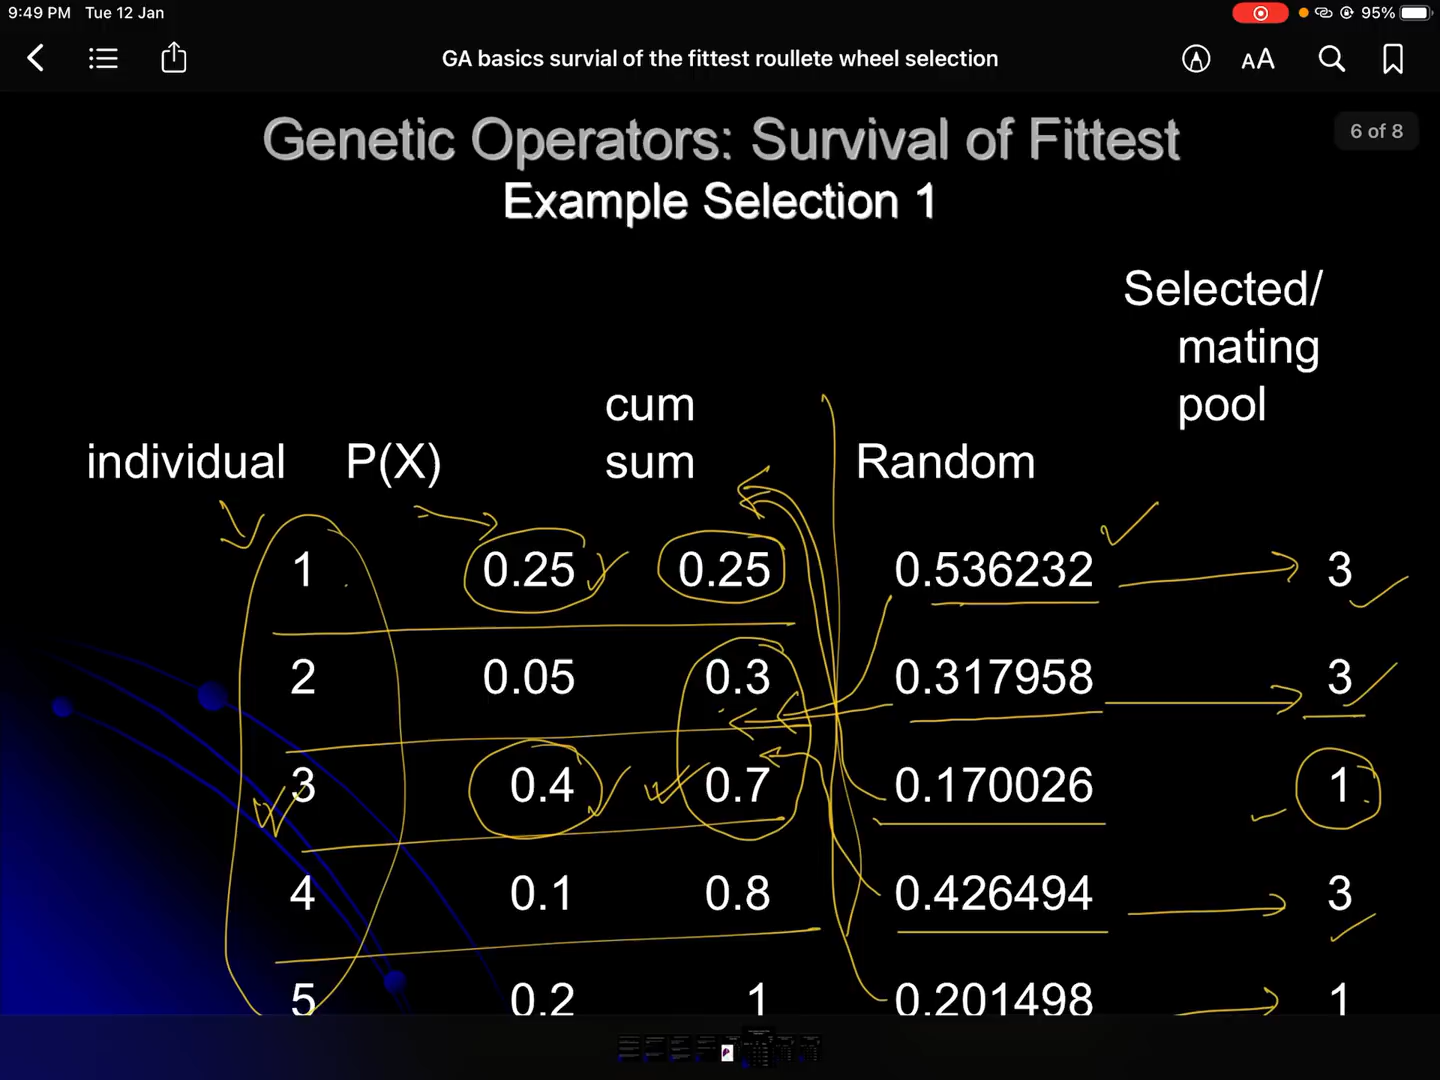 9:49 PM Tue 12 Jan 95%
GA basics survial of the fittest roullete wheel selection
AA
6 of 8
Genetic Operators: Survival of Fittest
Example Selection 1
Selected/
mating
pool
cum
individual P(X) sum Random
1 0.25 0.25 0.536232 3
2 0.05 0.3 0.317958 3
3 0.4 0.7 0.170026 1
4 0.1 0.8 0.426494 3
5 0.2 1 0.201498 1